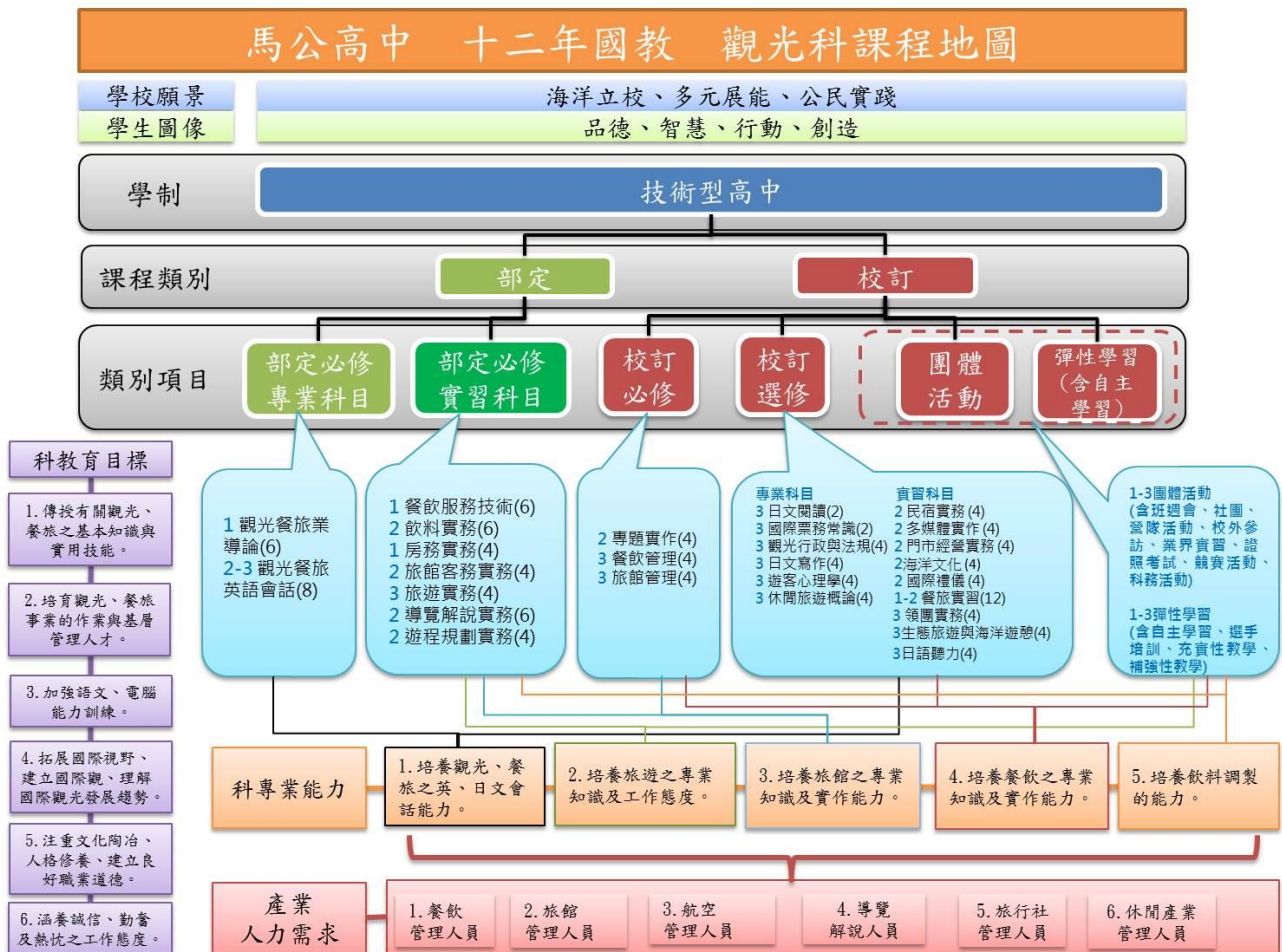 馬公高中　十二年國教　觀光科課程地圖
學校願景
海洋立校、多元展能、公民實踐
學生圖像
品德、智慧、行動、創造
學制
技術型高中
課程類別
部定
校訂
類別項目
部定必修
專業科目
部定必修
實習科目
校訂
必修
校訂
選修
團體
活動
彈性學習
(含自主
學習)
科教育目標
1.傳授有關觀光、
餐旅之基本知識與
實用技能。
2.培育觀光、餐旅
事業的作業與基層
管理人才。
3.加強語文、電腦
能力訓練。
4.拓展國際視野、
建立國際觀、理解
國際觀光發展趨勢。
5.注重文化陶冶、
人格修養、建立良
好職業道德。
6.涵養誠信、勤奮
及熱忱之工作態度。
1 觀光餐旅業
導論(6)
2-3 觀光餐旅
英語會話(8)
1 餐飲服務技術(6)
2 飲料實務(6)
1 房務實務(4)
2 旅館客務實務(4)
3 旅遊實務(4)
2 導覽解說實務(6)
2 遊程規劃實務(4)
2 專題實作(4)
3 餐飲管理(4)
3 旅館管理(4)
專業科目
3 日文閱讀(2)
3 國際票務常識(2)
3 觀光行政與法規(4)
3 日文寫作(4)
3 遊客心理學(4)
3 休閒旅遊概論(4)
實習科目
2 民宿實務(4)
2 多媒體實作(4)
2 門市經營實務(4)
2海洋文化(4)
2 國際禮儀(4)
1-2 餐旅實習(12)
3 領團實務(4)
3生態旅遊與海洋遊憩(4)
3日語聽力(4)
1-3團體活動
(含班週會、社團、
營隊活動、校外參
訪、業界實習、證
照考試、競賽活動、
科務活動)
1-3彈性學習
(含自主學習、選手
培訓、充實性教學、
補強性教學)
科專業能力
1.培養觀光、餐
旅之英、日文會
話能力。
2.培養旅遊之專業
知識及工作態度。
3.培養旅館之專業
知識及實作能力。
4.培養餐飲之專業
知識及實作能力。
5.培養飲料調製
的能力。
產業
人力需求
1.餐飲
管理人員
2.旅館
管理人員
3.航空
管理人員
4.導覽
解說人員
5.旅行社
管理人員
6.休閒產業
管理人員